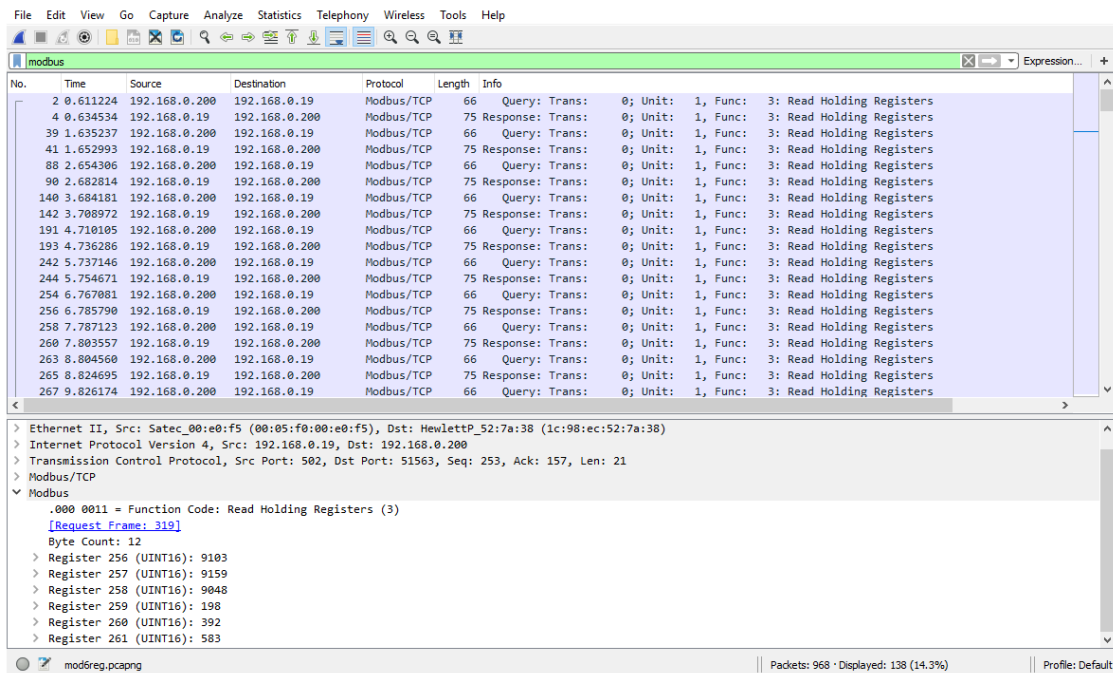 File Edit View Go Capture Analyze Statistics Telephony Wireless Tools Help
modbus Expression... +
No. Time Source Destination Protocol Length Info
2 0.611224 192.168.0.200 192.168.0.19 Modbus/TCP 66 Query: Trans: 0; Unit: 1, Func: 3: Read Holding Registers
4 0.634534 192.168.0.19 192.168.0.200 Modbus/TCP 75 Response: Trans: 0; Unit: 1, Func: 3: Read Holding Registers
39 1.635237 192.168.0.200 192.168.0.19 Modbus/TCP 66 Query: Trans: 0; Unit: 1, Func: 3: Read Holding Registers
41 1.652993 192.168.0.19 192.168.0.200 Modbus/TCP 75 Response: Trans: 0; Unit: 1, Func: 3: Read Holding Registers
88 2.654306 192.168.0.200 192.168.0.19 Modbus/TCP 66 Query: Trans: 0; Unit: 1, Func: 3: Read Holding Registers
90 2.682814 192.168.0.19 192.168.0.200 Modbus/TCP 75 Response: Trans: 0; Unit: 1, Func: 3: Read Holding Registers
140 3.684181 192.168.0.200 192.168.0.19 Modbus/TCP 66 Query: Trans: 0; Unit: 1, Func: 3: Read Holding Registers
142 3.708972 192.168.0.19 192.168.0.200 Modbus/TCP 75 Response: Trans: 0; Unit: 1, Func: 3: Read Holding Registers
191 4.710105 192.168.0.200 192.168.0.19 Modbus/TCP 66 Query: Trans: 0; Unit: 1, Func: 3: Read Holding Registers
193 4.736286 192.168.0.19 192.168.0.200 Modbus/TCP 75 Response: Trans: 0; Unit: 1, Func: 3: Read Holding Registers
242 5.737146 192.168.0.200 192.168.0.19 Modbus/TCP 66 Query: Trans: 0; Unit: 1, Func: 3: Read Holding Registers
244 5.754671 192.168.0.19 192.168.0.200 Modbus/TCP 75 Response: Trans: 0; Unit: 1, Func: 3: Read Holding Registers
254 6.767081 192.168.0.200 192.168.0.19 Modbus/TCP 66 Query: Trans: 0; Unit: 1, Func: 3: Read Holding Registers
256 6.785790 192.168.0.19 192.168.0.200 Modbus/TCP 75 Response: Trans: 0; Unit: 1, Func: 3: Read Holding Registers
258 7.787123 192.168.0.200 192.168.0.19 Modbus/TCP 66 Query: Trans: 0; Unit: 1, Func: 3: Read Holding Registers
260 7.803557 192.168.0.19 192.168.0.200 Modbus/TCP 75 Response: Trans: 0; Unit: 1, Func: 3: Read Holding Registers
263 8.804560 192.168.0.200 192.168.0.19 Modbus/TCP 66 Query: Trans: 0; Unit: 1, Func: 3: Read Holding Registers
265 8.824695 192.168.0.19 192.168.0.200 Modbus/TCP 75 Response: Trans: 0; Unit: 1, Func: 3: Read Holding Registers
267 9.826174 192.168.0.200 192.168.0.19 Modbus/TCP 66 Query: Trans: 0; Unit: 1, Func: 3: Read Holding Registers
Ethernet II, Src: Satec_00:e0:f5 (00:05:f0:00:e0:f5), Dst: HewlettP_52:7a:38 (1c:98:ec:52:7a:38)
Internet Protocol Version 4, Src: 192.168.0.19, Dst: 192.168.0.200
Transmission Control Protocol, Src Port: 502, Dst Port: 51563, Seq: 253, Ack: 157, Len: 21
Modbus/TCP
Modbus
.000 0011 = Function Code: Read Holding Registers (3)
[Request Frame: 319]
Byte Count: 12
Register 256 (UINT16): 9103
Register 257 (UINT16): 9159
Register 258 (UINT16): 9048
Register 259 (UINT16): 198
Register 260 (UINT16): 392
Register 261 (UINT16): 583
mod6reg.pcapng Packets: 968 · Displayed: 138 (14.3%) Profile: Default